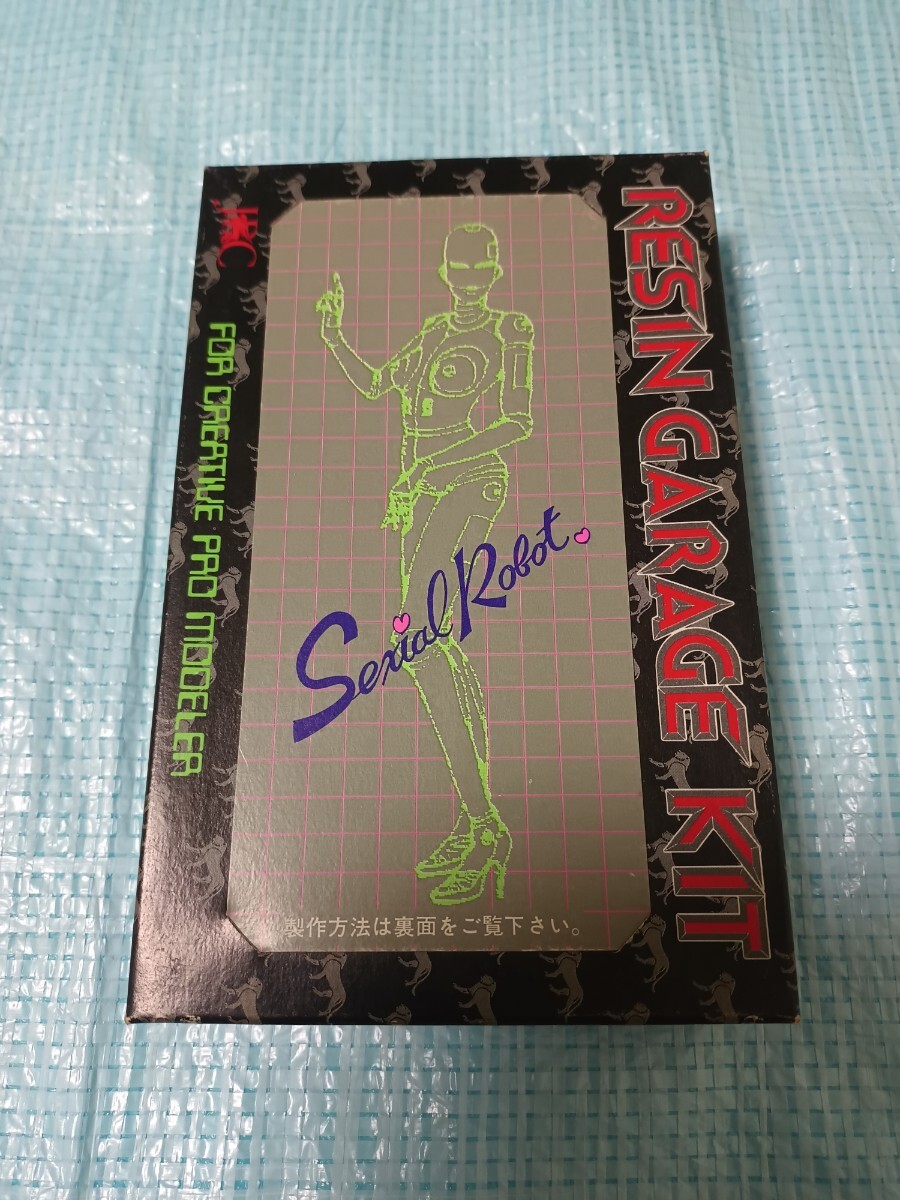 RESIN GARAGE KIT
HRC
FOR CREATIVE PRO MODELER
Sexial Robot.
製作方法は裏面をご覧下さい。